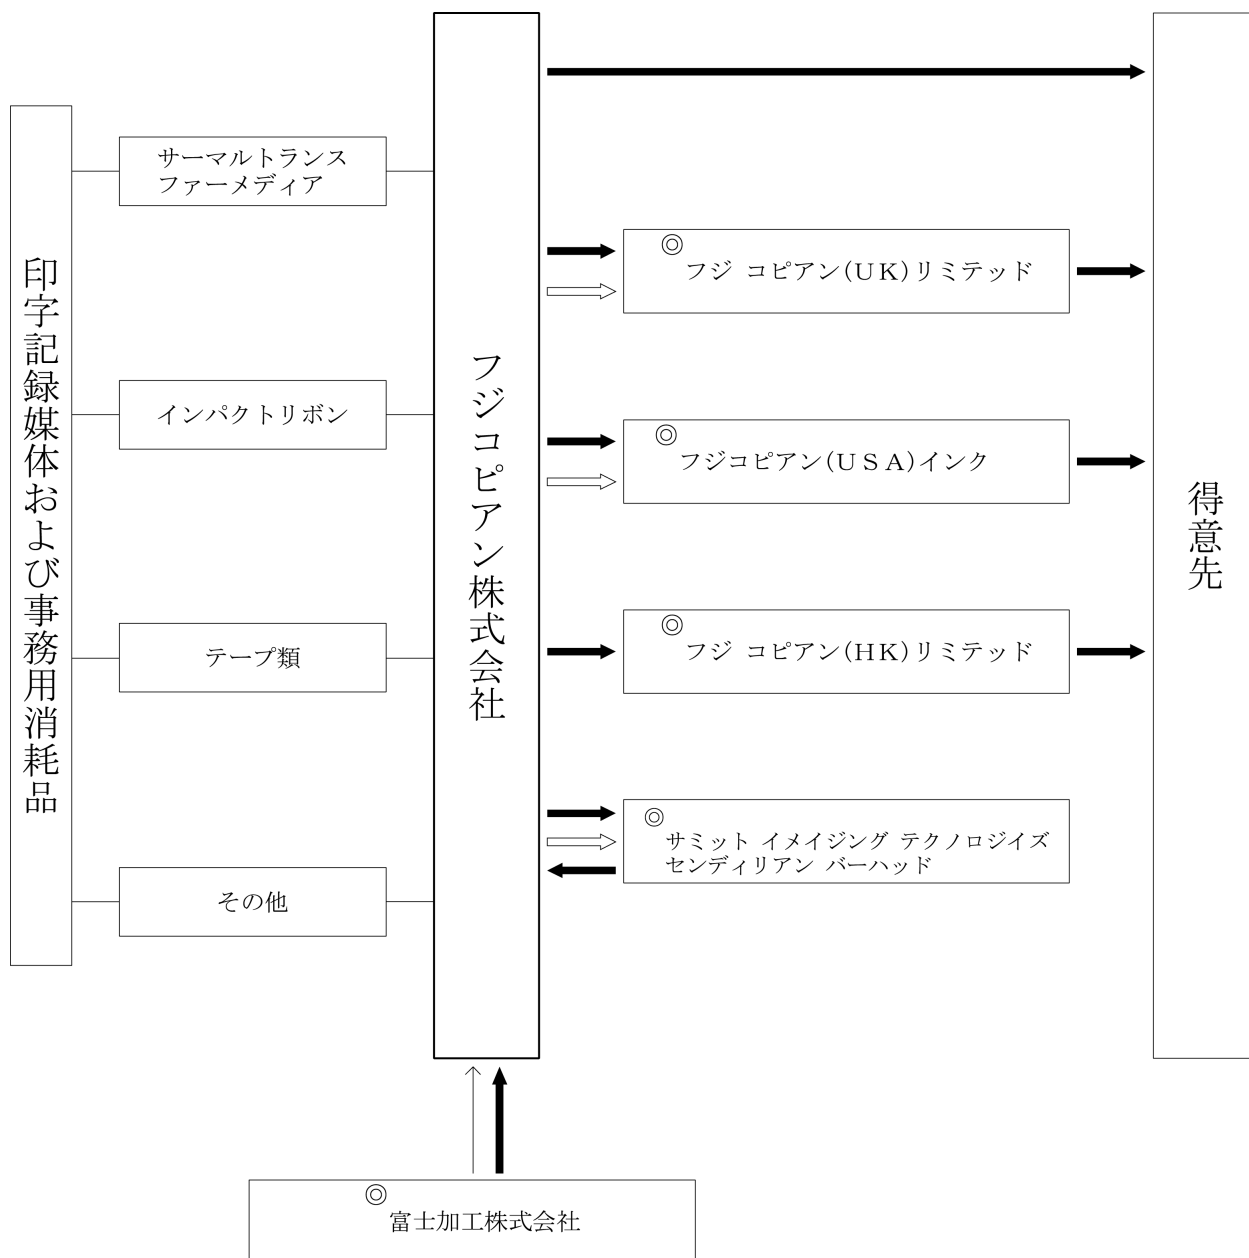 印字記録媒体および事務用消耗品
サーマルトランス
ファーメディア
インパクトリボン
テープ類
その他
フジコピアン株式会社
◎
フジ コピアン(UK)リミテッド
◎
フジコピアン(USA)インク
◎
フジ コピアン(HK)リミテッド
◎
サミット イメイジング テクノロジイズ
センディリアン バーハッド
得意先
◎
富士加工株式会社